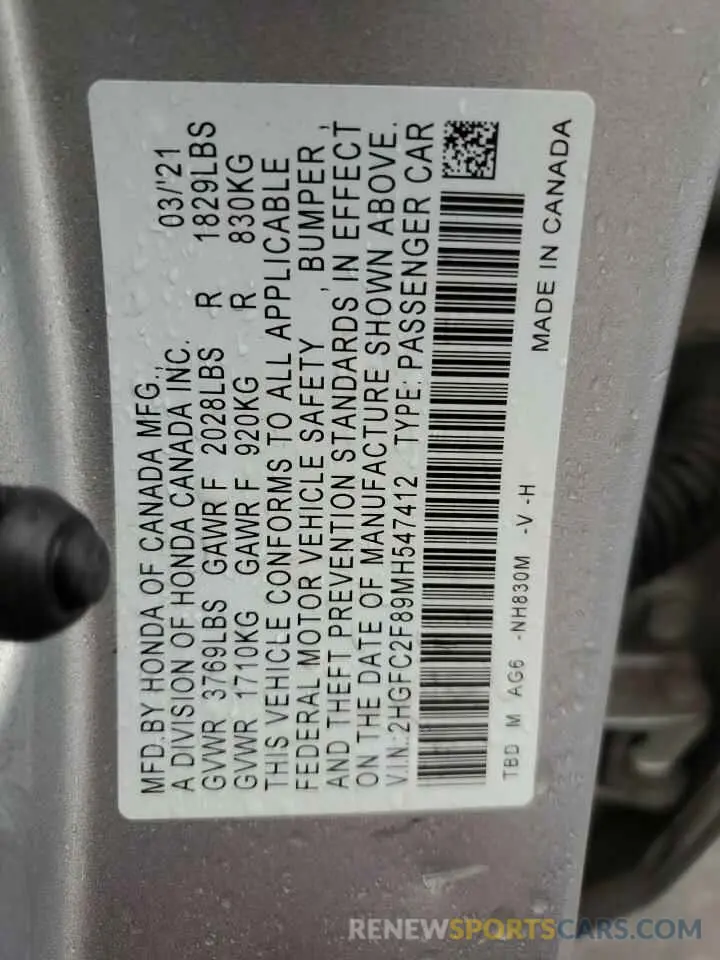 MFD.BY HONDA OF CANADA MFG., 03/'21
A DIVISION OF HONDA CANADA INC.
GVWR 3769LBS GAWR F 2028LBS R 1829LBS
GVWR 1710KG GAWR F 920KG R 830KG
THIS VEHICLE CONFORMS TO ALL APPLICABLE
FEDERAL MOTOR VEHICLE SAFETY , BUMPER ,
AND THEFT PREVENTION STANDARDS IN EFFECT
ON THE DATE OF MANUFACTURE SHOWN ABOVE.
V.I.N.:2HGFC2F89MH547412 TYPE: PASSENGER CAR
TBD M AG6 -NH830M -V -H
MADE IN CANADA
RENEWSPORTSCARS.COM